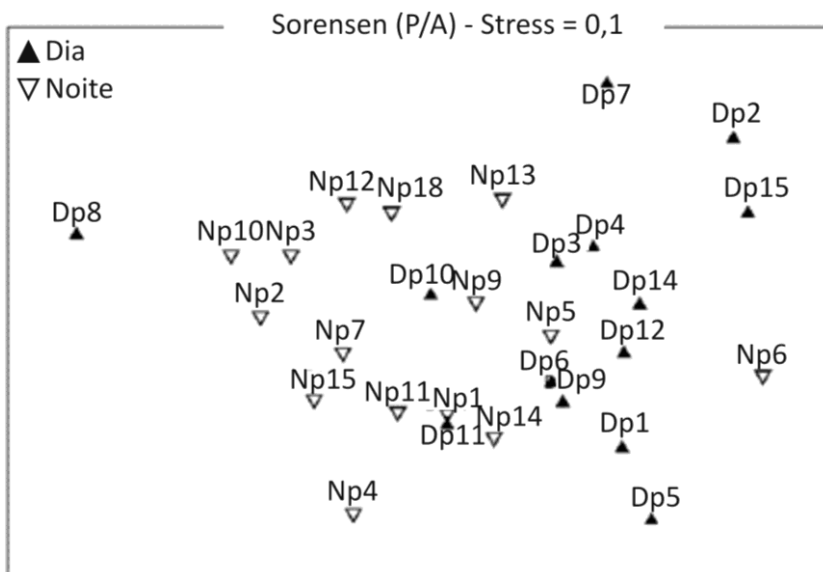 Sorensen (P/A) - Stress = 0,1
Dia
Noite
Dp7
Dp2
Np12 Np18 Np13 Dp15
Dp8
Np10 Np3 Dp3 Dp4
Dp10 Np9 Dp14
Np2 Np5 Dp12
Np7 Np6
Np15 Dp6 Dp9
Np11 Np1 Np14
Dp11 Dp1
Np4 Dp5